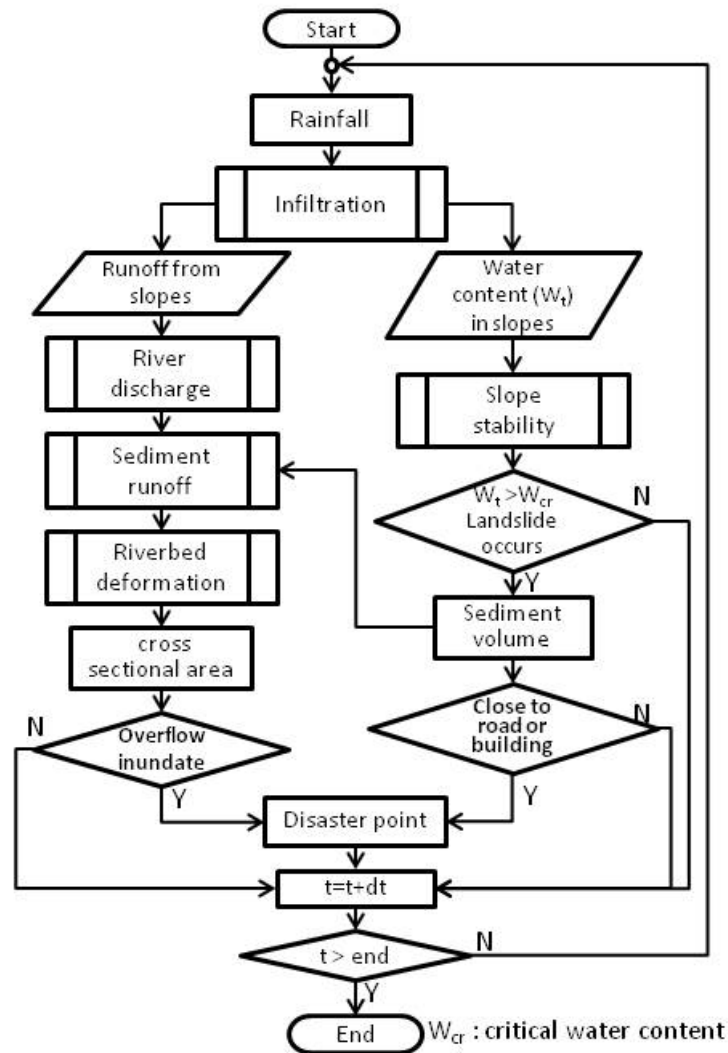 Start
Rainfall
Infiltration
Runoff from
slopes
Water
content (Wt)
in slopes
River
discharge
Slope
stability
Sediment
runoff
Wt >Wcr
N
Landslide
occurs
Riverbed
deformation
Y
Sediment
volume
cross
sectional area
N
Overflow
inundate
Close to
N
road or
building
Y
Y
Disaster point
t=t+dt
t > end
N
Y
End
Wcr : critical water content